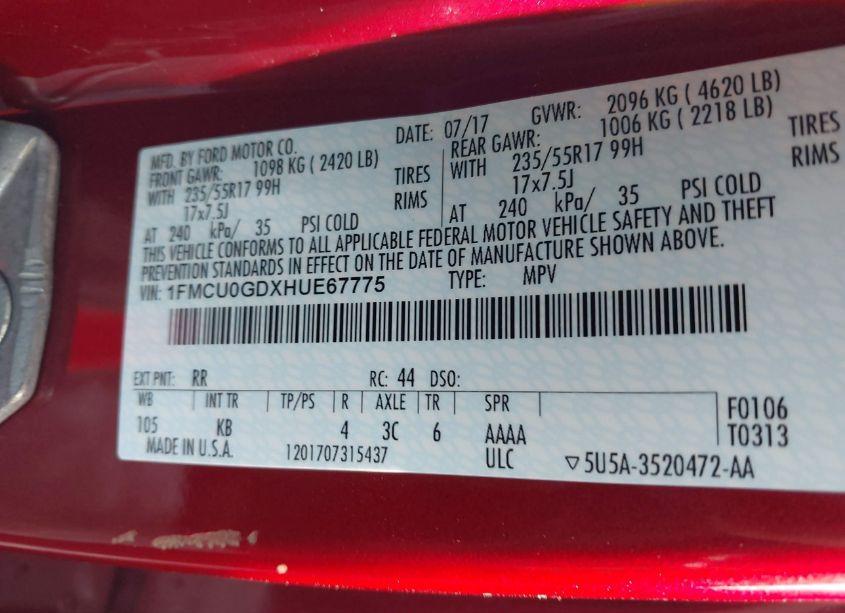 MFD. BY FORD MOTOR CO.
DATE: 07/17 GVWR: 2096 KG ( 4620 LB)
FRONT GAWR: 1098 KG ( 2420 LB)
REAR GAWR: 1006 KG ( 2218 LB)
WITH 235/55R17 99H TIRES
WITH 235/55R17 99H TIRES
17x7.5J RIMS
17x7.5J RIMS
AT 240 kPa/ 35 PSI COLD
AT 240 kPa/ 35 PSI COLD
THIS VEHICLE CONFORMS TO ALL APPLICABLE FEDERAL MOTOR VEHICLE SAFETY AND THEFT
PREVENTION STANDARDS IN EFFECT ON THE DATE OF MANUFACTURE SHOWN ABOVE.
VIN: 1FMCU0GDXHUE67775 TYPE: MPV
EXT PNT: RR RC: 44 DSO:
WB INT TR TP/PS R AXLE TR SPR
105 KB 4 3C 6 AAAA
F0106
T0313
MADE IN U.S.A. 1201707315437 ULC ▽5U5A-3520472-AA